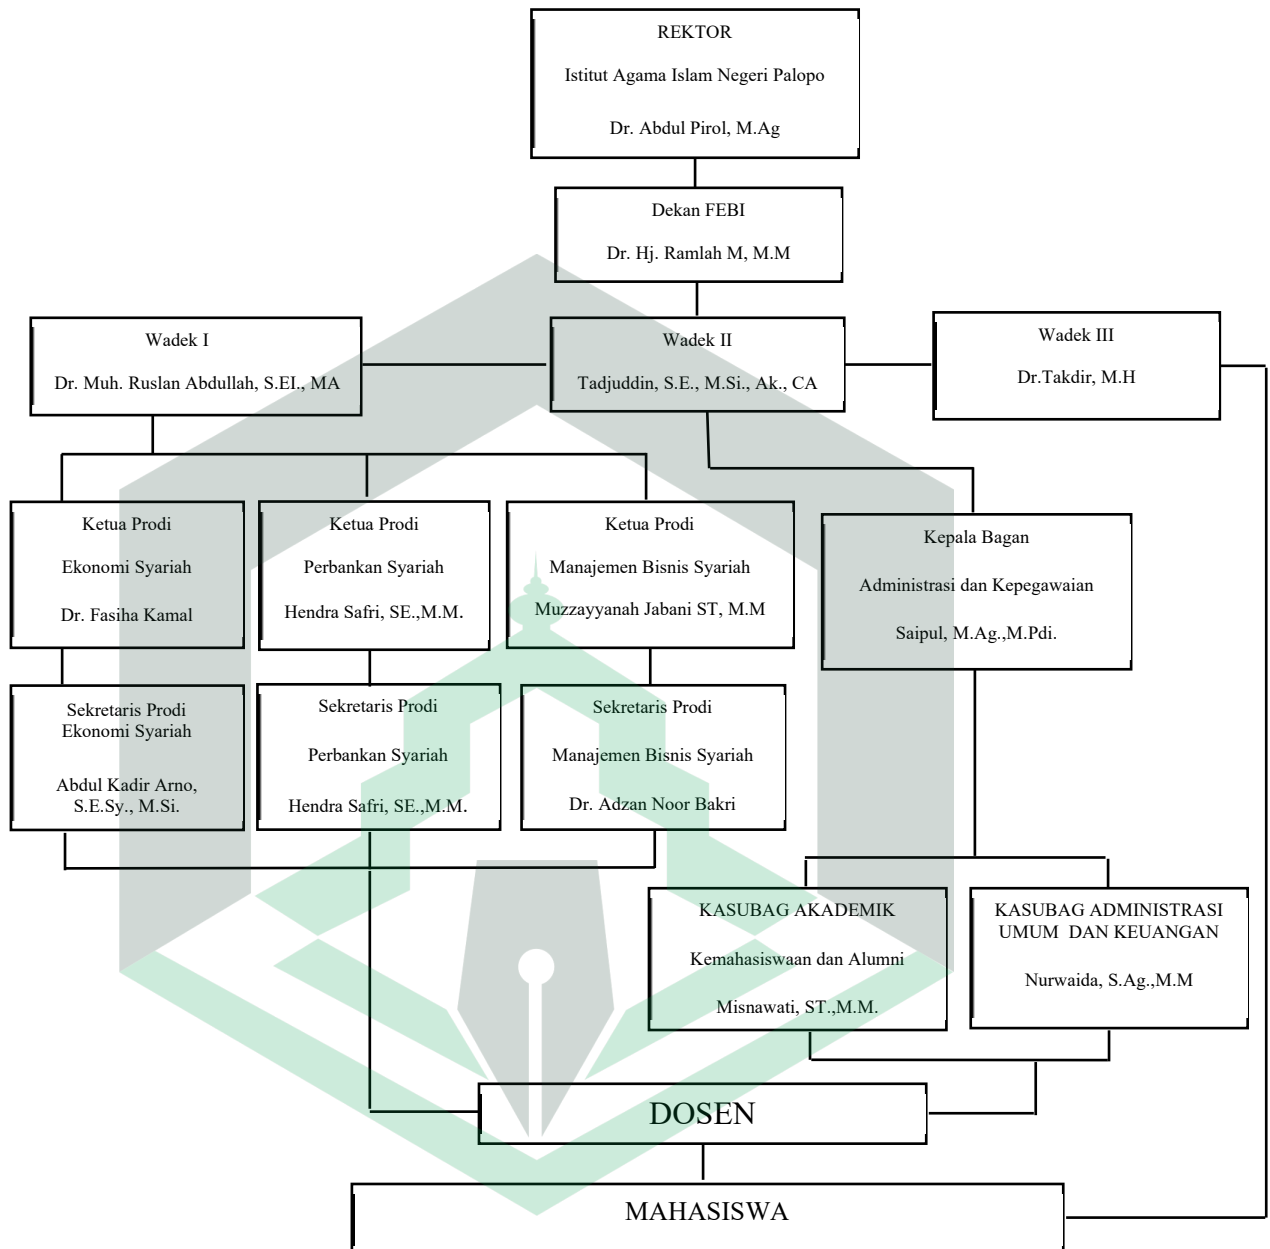 REKTOR
Istitut Agama Islam Negeri Palopo
Dr. Abdul Pirol, M.Ag
Dekan FEBI
Dr. Hj. Ramlah M, M.M
Wadek I
Dr. Muh. Ruslan Abdullah, S.EI., MA
Wadek II
Tadjuddin, S.E., M.Si., Ak., CA
Wadek III
Dr.Takdir, M.H
Ketua Prodi
Ekonomi Syariah
Dr. Fasiha Kamal
Ketua Prodi
Perbankan Syariah
Hendra Safri, SE.,M.M.
Ketua Prodi
Manajemen Bisnis Syariah
Muzzayyanah Jabani ST, M.M
Kepala Bagan
Administrasi dan Kepegawaian
Saipul, M.Ag.,M.Pdi.
Sekretaris Prodi
Ekonomi Syariah
Abdul Kadir Arno,
S.E.Sy., M.Si.
Sekretaris Prodi
Perbankan Syariah
Hendra Safri, SE.,M.M.
Sekretaris Prodi
Manajemen Bisnis Syariah
Dr. Adzan Noor Bakri
KASUBAG AKADEMIK
Kemahasiswaan dan Alumni
Misnawati, ST.,M.M.
KASUBAG ADMINISTRASI
UMUM DAN KEUANGAN
Nurwaida, S.Ag.,M.M
DOSEN
MAHASISWA